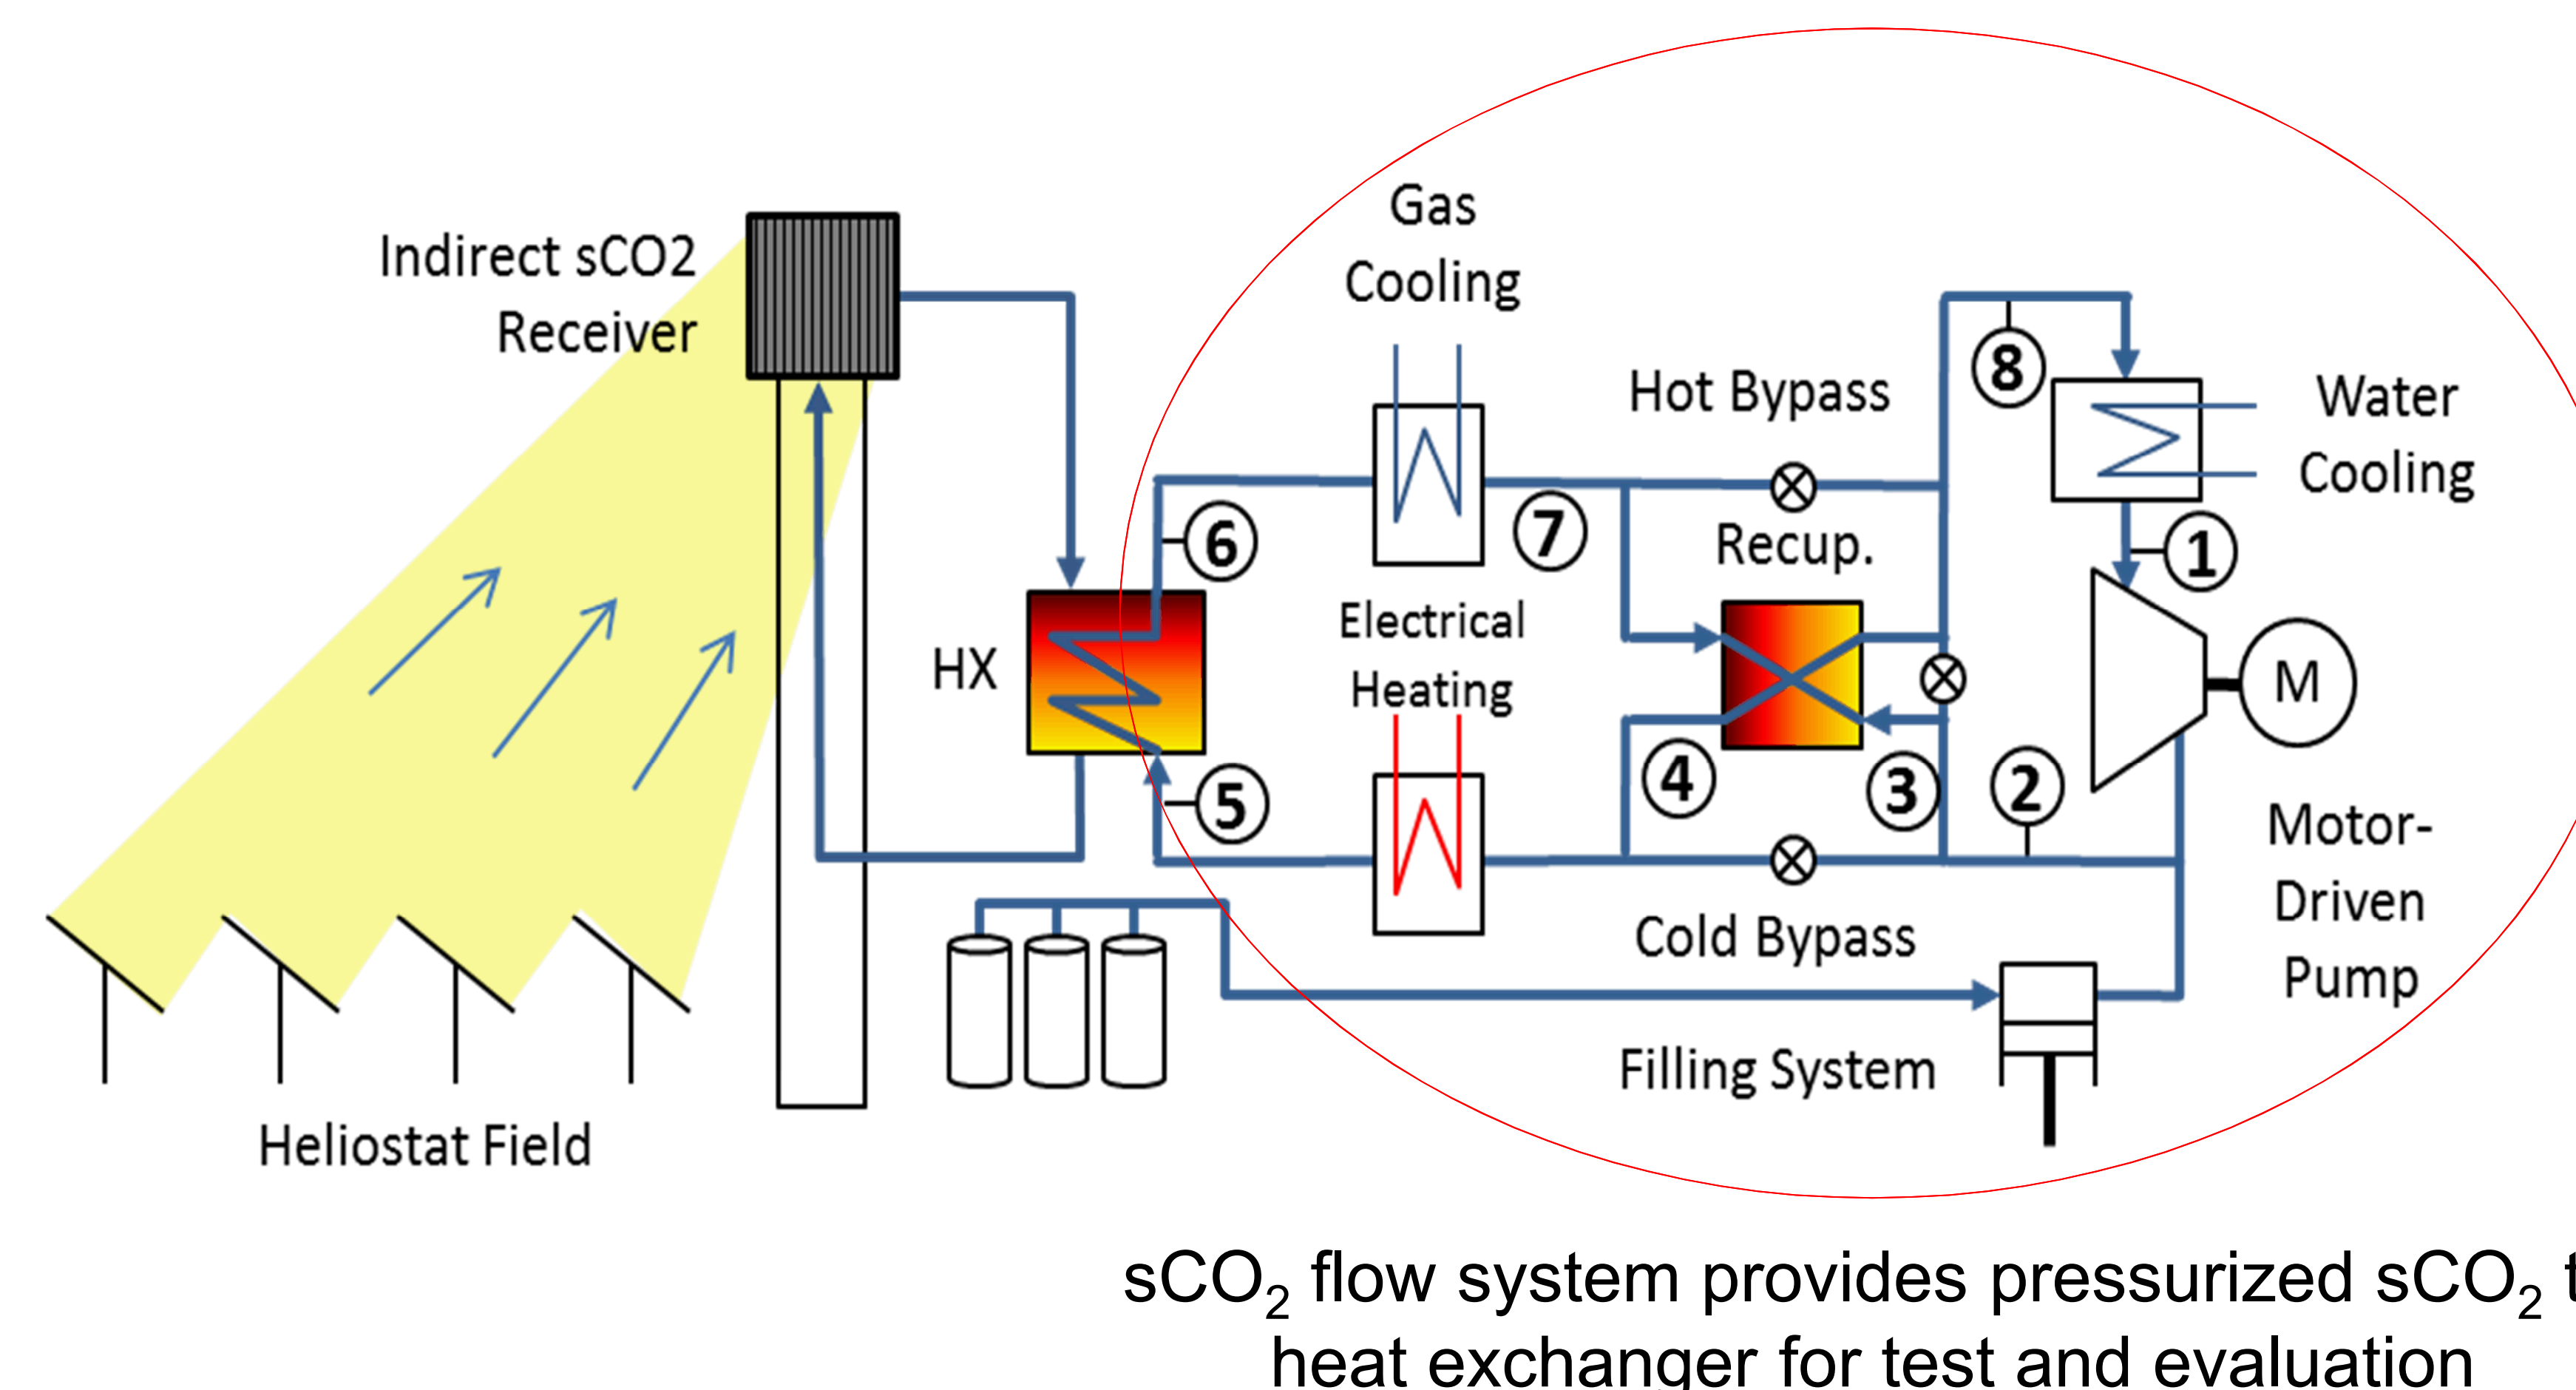 Indirect sCO2
Receiver
Gas
Cooling
Hot Bypass
8
Water
Cooling
6
7
Recup.
1
HX
Electrical
Heating
M
5
4
3
2
Motor-
Driven
Pump
Cold Bypass
Filling System
Heliostat Field
sCO₂ flow system provides pressurized sCO₂ t
heat exchanger for test and evaluation